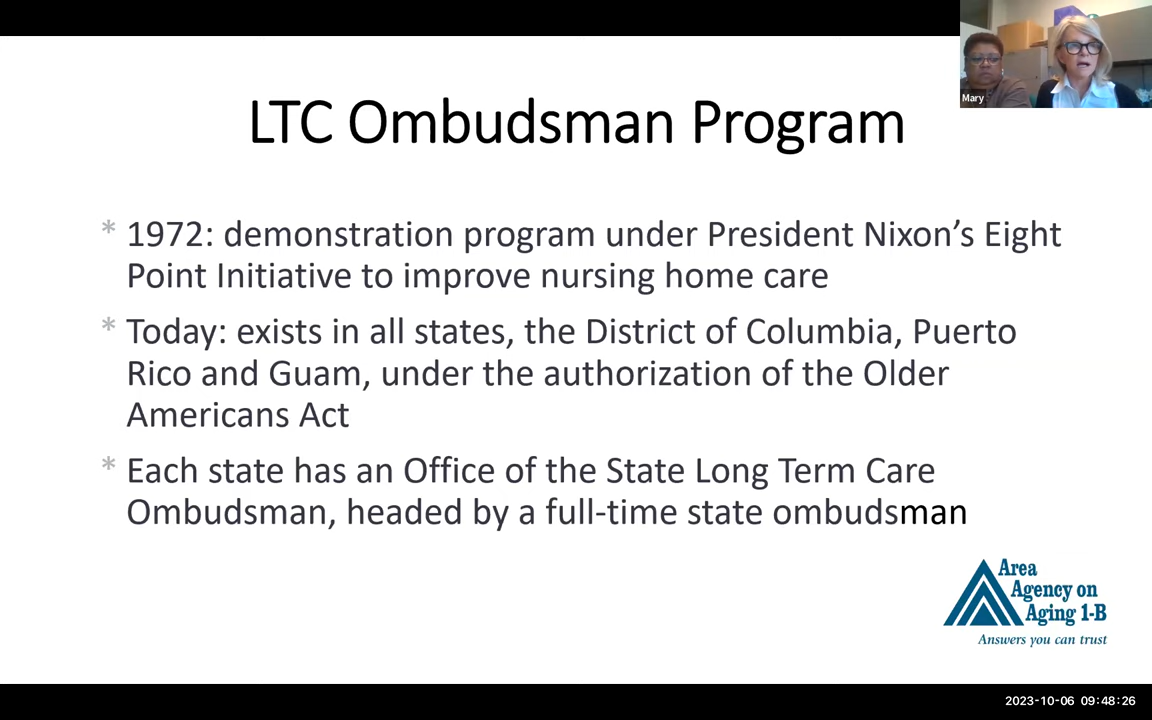 Mary
LTC Ombudsman Program
* 1972: demonstration program under President Nixon’s Eight
Point Initiative to improve nursing home care
* Today: exists in all states, the District of Columbia, Puerto
Rico and Guam, under the authorization of the Older
Americans Act
* Each state has an Office of the State Long Term Care
Ombudsman, headed by a full-time state ombudsman
Area
Agency on
Aging 1-B
Answers you can trust
2023-10-06 09:48:26